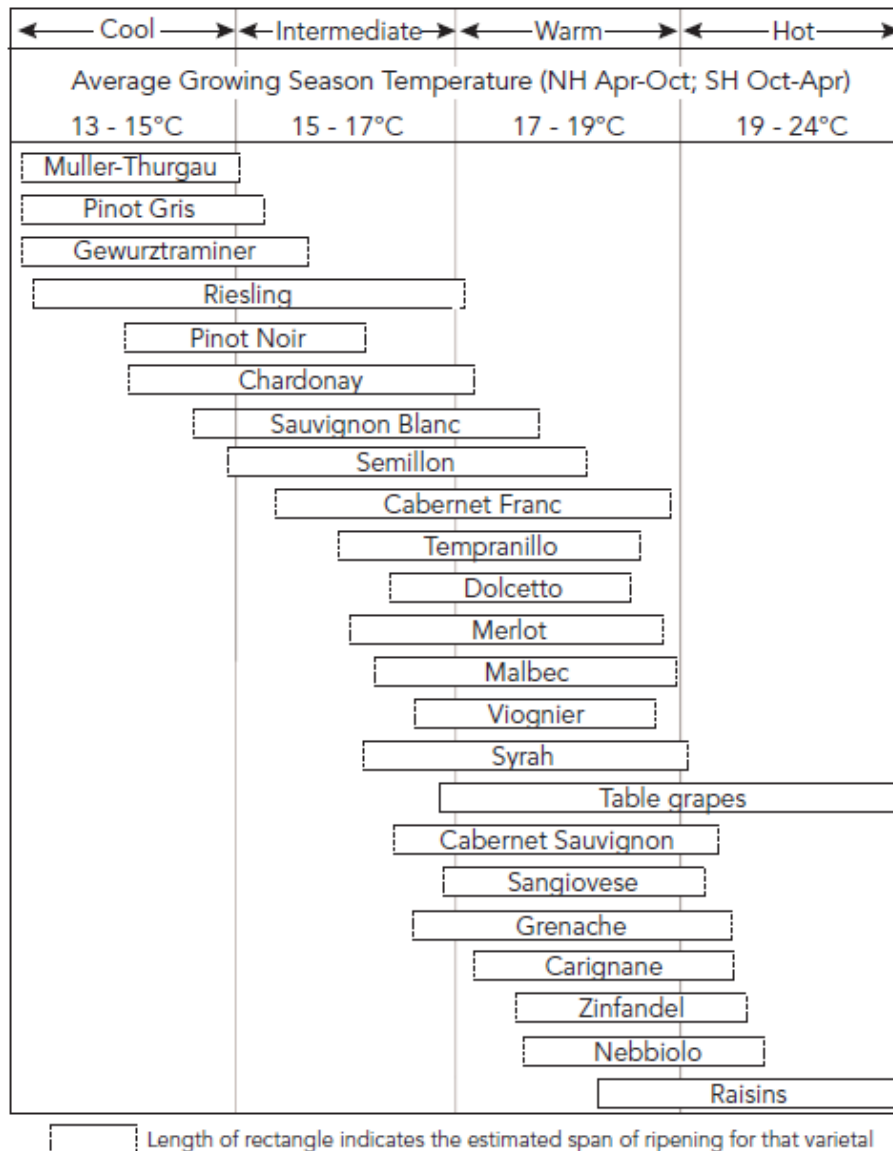 Cool Intermediate Warm Hot
Average Growing Season Temperature (NH Apr-Oct; SH Oct-Apr)
13 - 15°C 15 - 17°C 17 - 19°C 19 - 24°C
Muller-Thurgau
Pinot Gris
Gewurztraminer
Riesling
Pinot Noir
Chardonay
Sauvignon Blanc
Semillon
Cabernet Franc
Tempranillo
Dolcetto
Merlot
Malbec
Viognier
Syrah
Table grapes
Cabernet Sauvignon
Sangiovese
Grenache
Carignane
Zinfandel
Nebbiolo
Raisins
Length of rectangle indicates the estimated span of ripening for that varietal